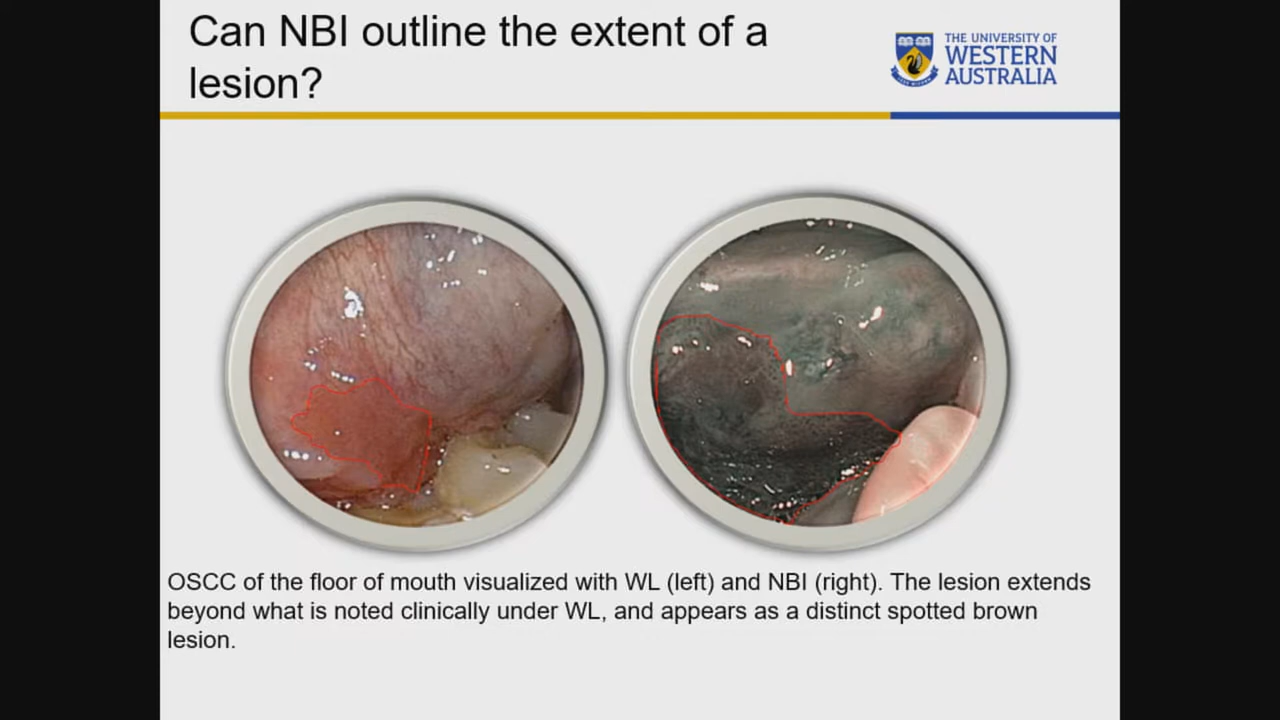 Can NBI outline the extent of a
lesion?
THE UNIVERSITY OF
WESTERN
AUSTRALIA
OSCC of the floor of mouth visualized with WL (left) and NBI (right). The lesion extends
beyond what is noted clinically under WL, and appears as a distinct spotted brown
lesion.